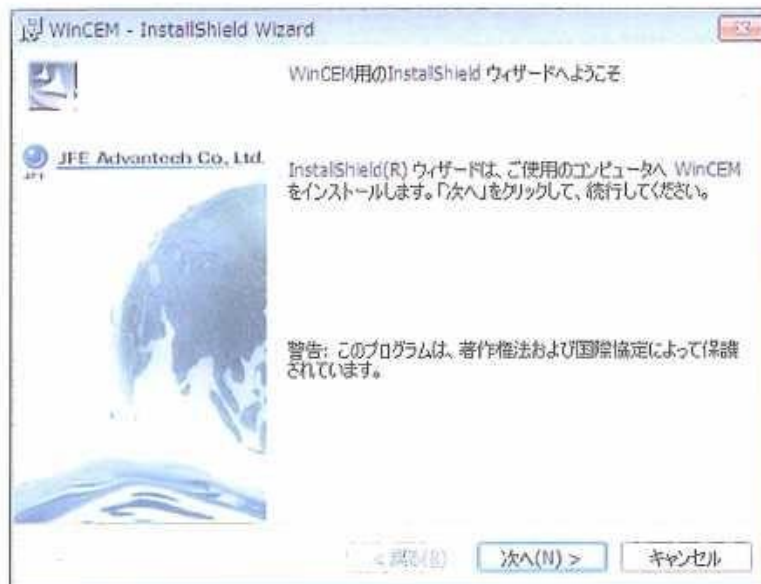 WinCEM - InstallShield Wizard
WinCEM用のInstallShield ウィザードへようこそ
JFE Advantech Co., Ltd.
JFE
InstallShield(R) ウィザードは、ご使用のコンピュータへ WinCEM
をインストールします。「次へ」をクリックして、続行してください。
警告: このプログラムは、著作権法および国際協定によって保護
されています。
< 戻る(B)
次へ(N) >
キャンセル